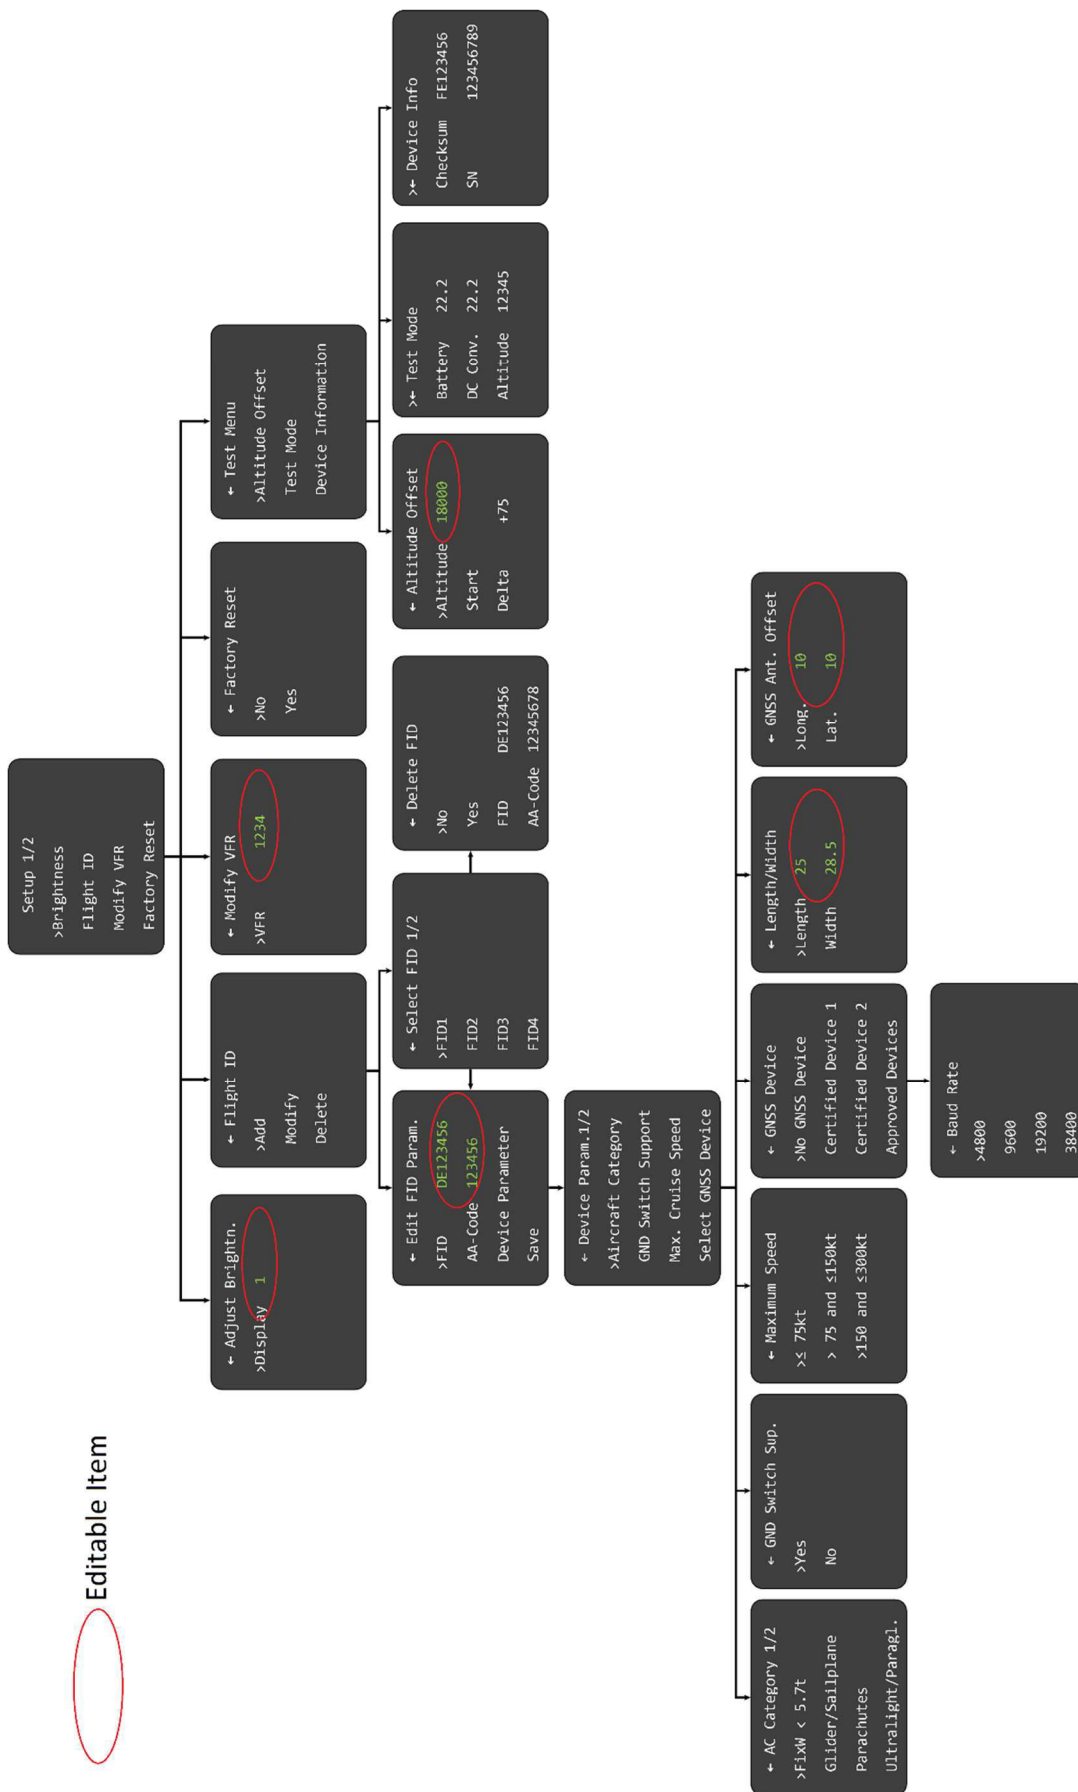 Editable Item
Setup 1/2
>Brightness
Flight ID
Modify VFR
Factory Reset
← Adjust Brightn.
>Display 1
← Flight ID
>Add
Modify
Delete
← Modify VFR
>VFR 1234
← Factory Reset
>No
Yes
← Test Menu
>Altitude Offset
Test Mode
Device Information
← Edit FID Param.
>FID DE123456
AA-Code 123456
Device Parameter
Save
← Select FID 1/2
>FID1
FID2
FID3
FID4
← Delete FID
>No
Yes
FID DE123456
AA-Code 12345678
← Altitude Offset
>Altitude 18000
Start
Delta +75
>← Test Mode
Battery 22.2
DC Conv. 22.2
Altitude 12345
>← Device Info
Checksum FE123456
SN 123456789
← Device Param.1/2
>Aircraft Category
GND Switch Support
Max. Cruise Speed
Select GNSS Device
← AC Category 1/2
>FixW < 5.7t
Glider/Sailplane
Parachutes
Ultralight/Paragl.
← GND Switch Sup.
>Yes
No
← Maximum Speed
>≤ 75kt
> 75 and ≤150kt
>150 and ≤300kt
← GNSS Device
>No GNSS Device
Certified Device 1
Certified Device 2
Approved Devices
← Length/Width
>Length 25
Width 28.5
← GNSS Ant. Offset
>Long. 10
Lat. 10
← Baud Rate
>4800
9600
19200
38400